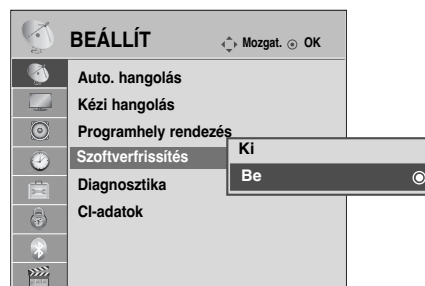 BEÁLLÍT
Mozgat. OK
Auto. hangolás
Kézi hangolás
Programhely rendezés
Szoftverfrissítés
Ki
Be
Diagnosztika
CI-adatok